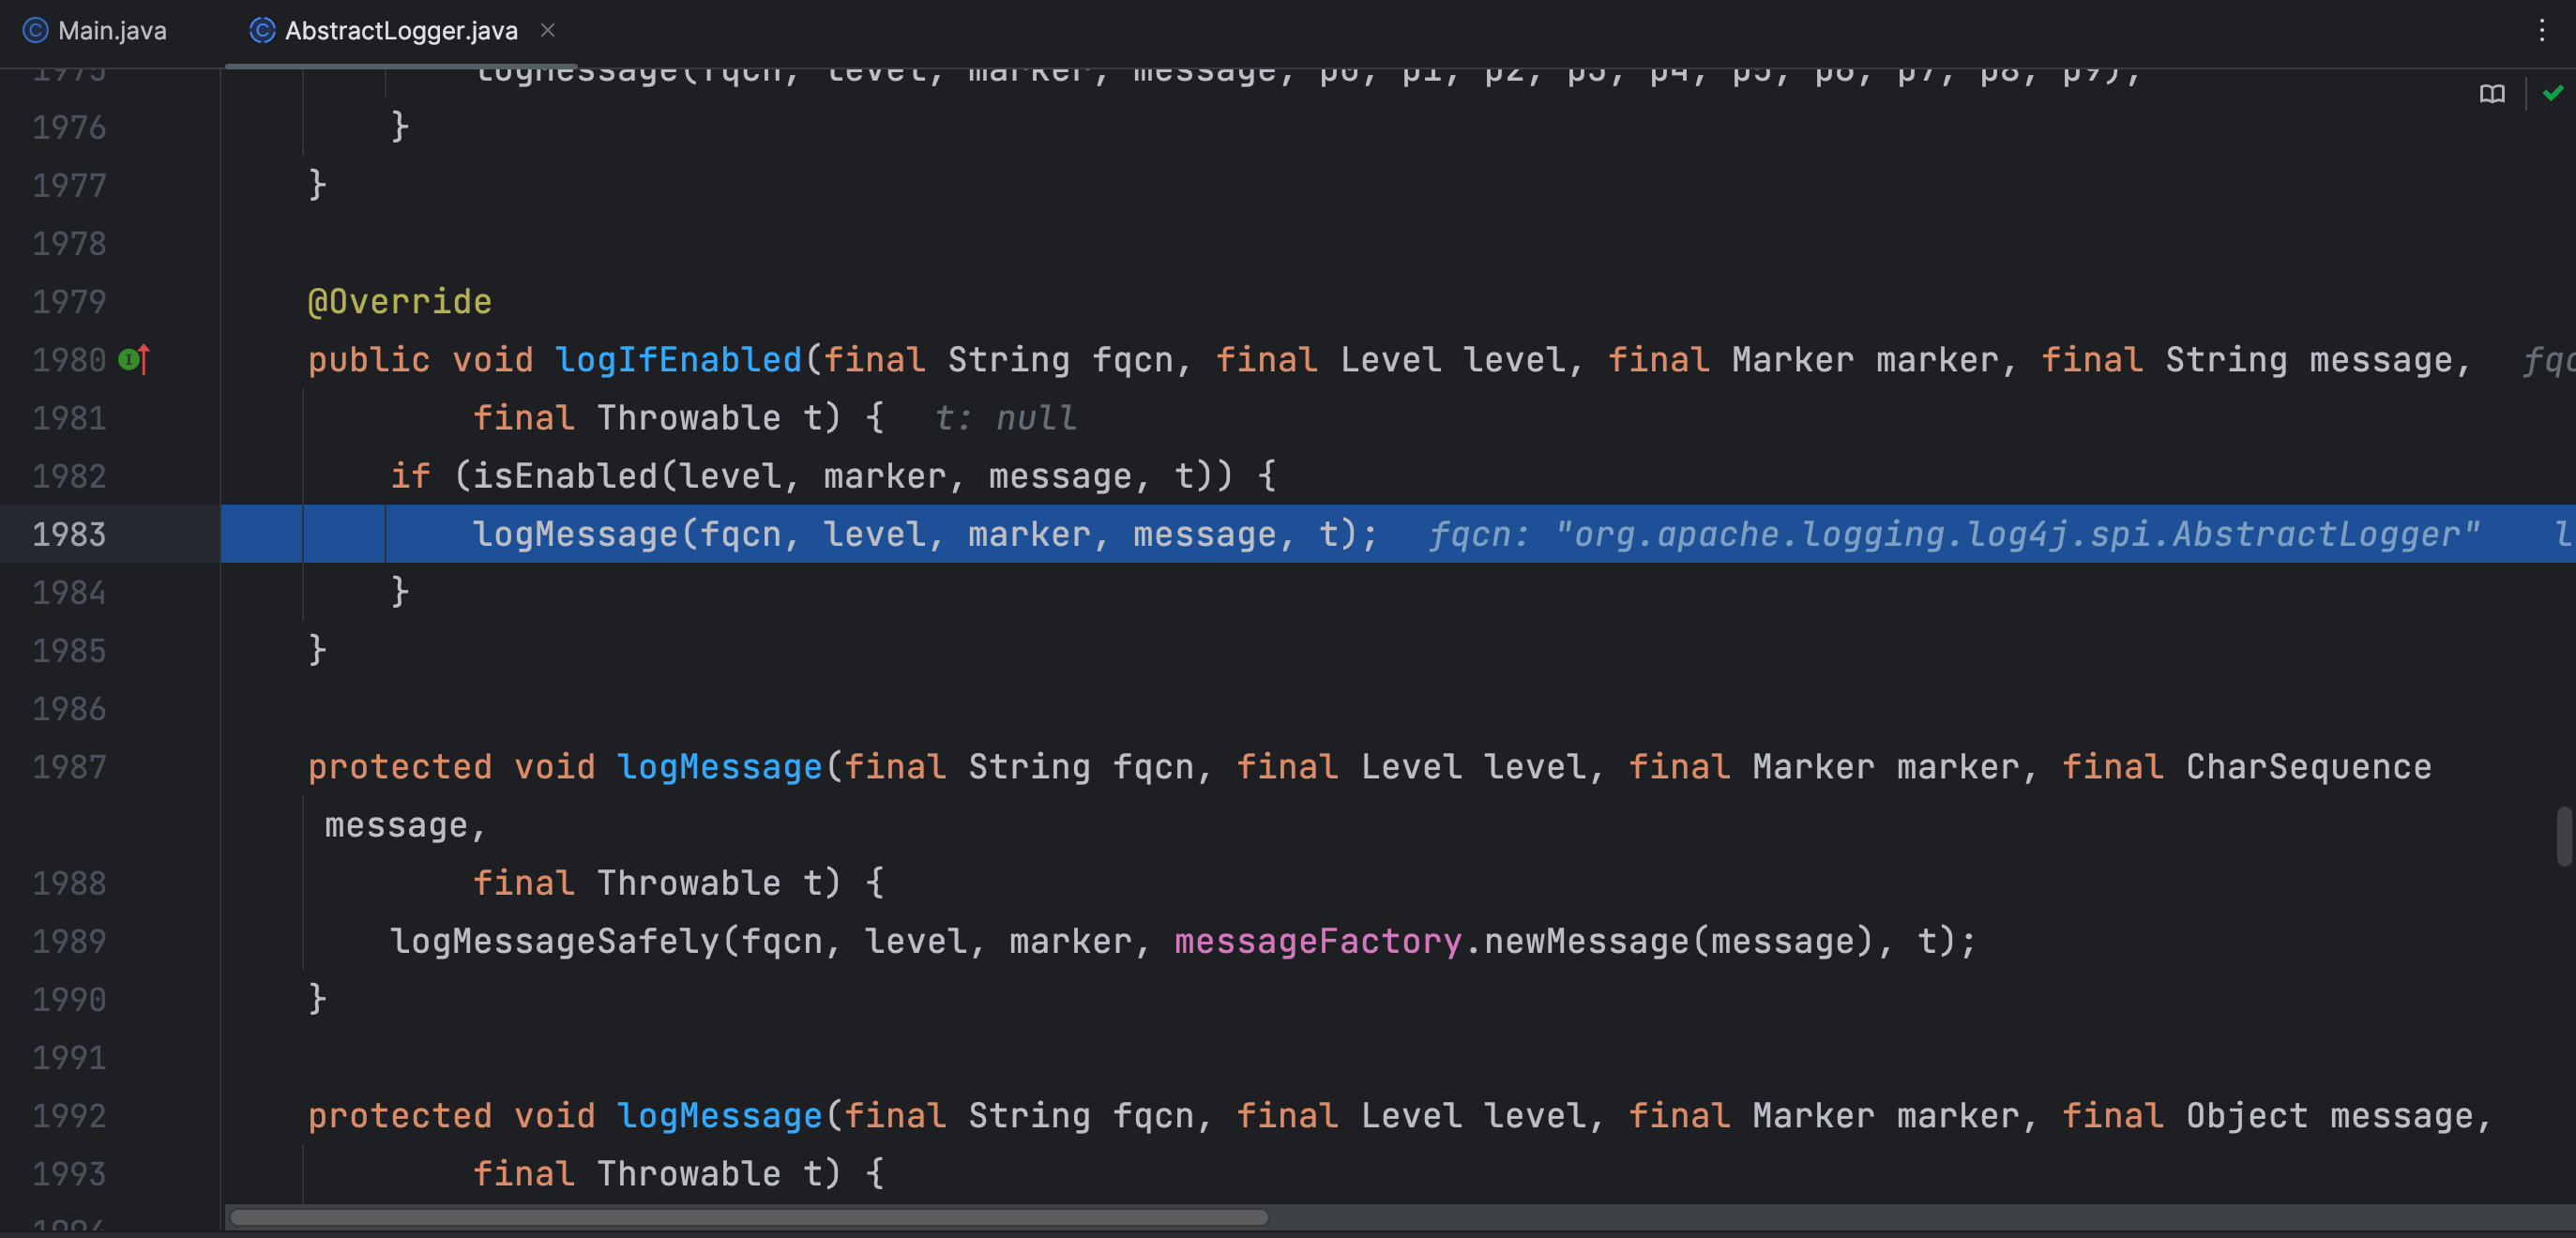 Main.java
AbstractLogger.java
1975 logMessage(fqcn, level, marker, message, p0, p1, p2, p3, p4, p5, p6, p7, p8, p9);
1976 }
1977 }
1978
1979 @Override
1980 public void logIfEnabled(final String fqcn, final Level level, final Marker marker, final String message, fqc
1981 final Throwable t) { t: null
1982 if (isEnabled(level, marker, message, t)) {
1983 logMessage(fqcn, level, marker, message, t); fqcn: "org.apache.logging.log4j.spi.AbstractLogger" l
1984 }
1985 }
1986
1987 protected void logMessage(final String fqcn, final Level level, final Marker marker, final CharSequence
message,
1988 final Throwable t) {
1989 logMessageSafely(fqcn, level, marker, messageFactory.newMessage(message), t);
1990 }
1991
1992 protected void logMessage(final String fqcn, final Level level, final Marker marker, final Object message,
1993 final Throwable t) {
1994